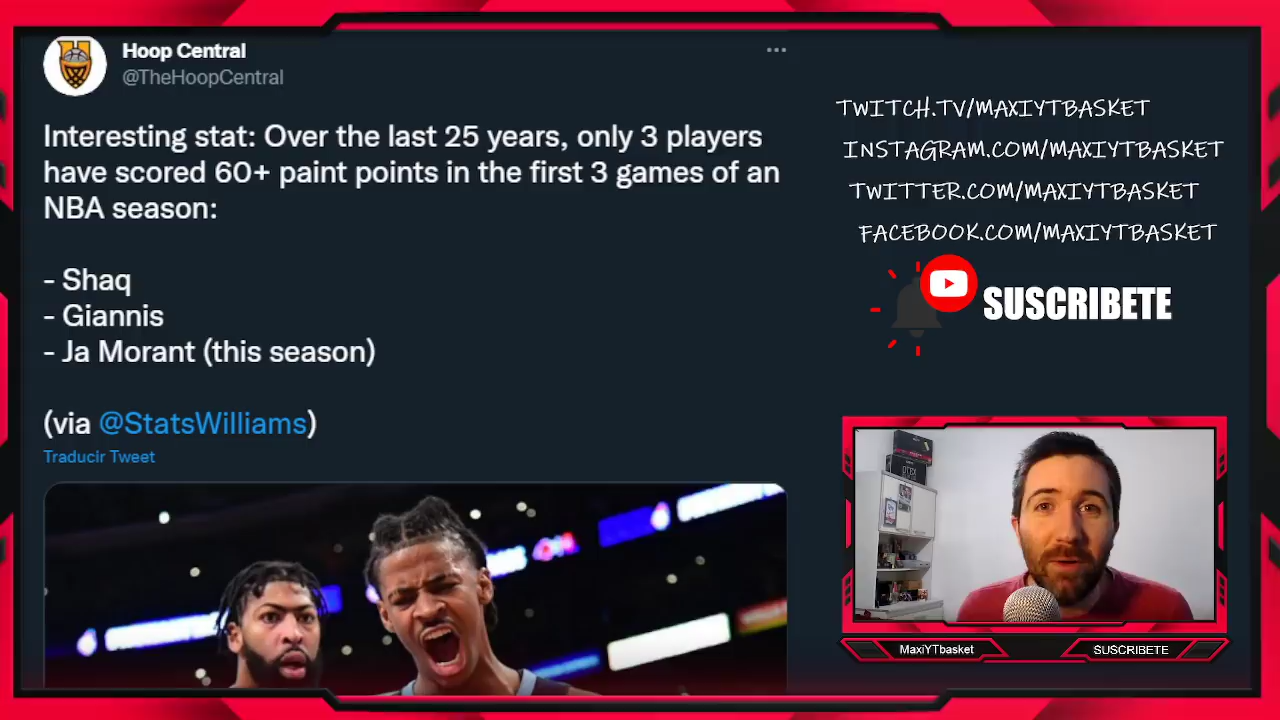 Hoop Central
@TheHoopCentral
Interesting stat: Over the last 25 years, only 3 players
have scored 60+ paint points in the first 3 games of an
NBA season:
- Shaq
- Giannis
- Ja Morant (this season)
(via @StatsWilliams)
Traducir Tweet
TWITCH.TV/MAXIYTBASKET
INSTAGRAM.COM/MAXIYTBASKET
TWITTER.COM/MAXIYTBASKET
FACEBOOK.COM/MAXIYTBASKET
SUSCRIBETE
MaxiYTbasket
SUSCRIBETE